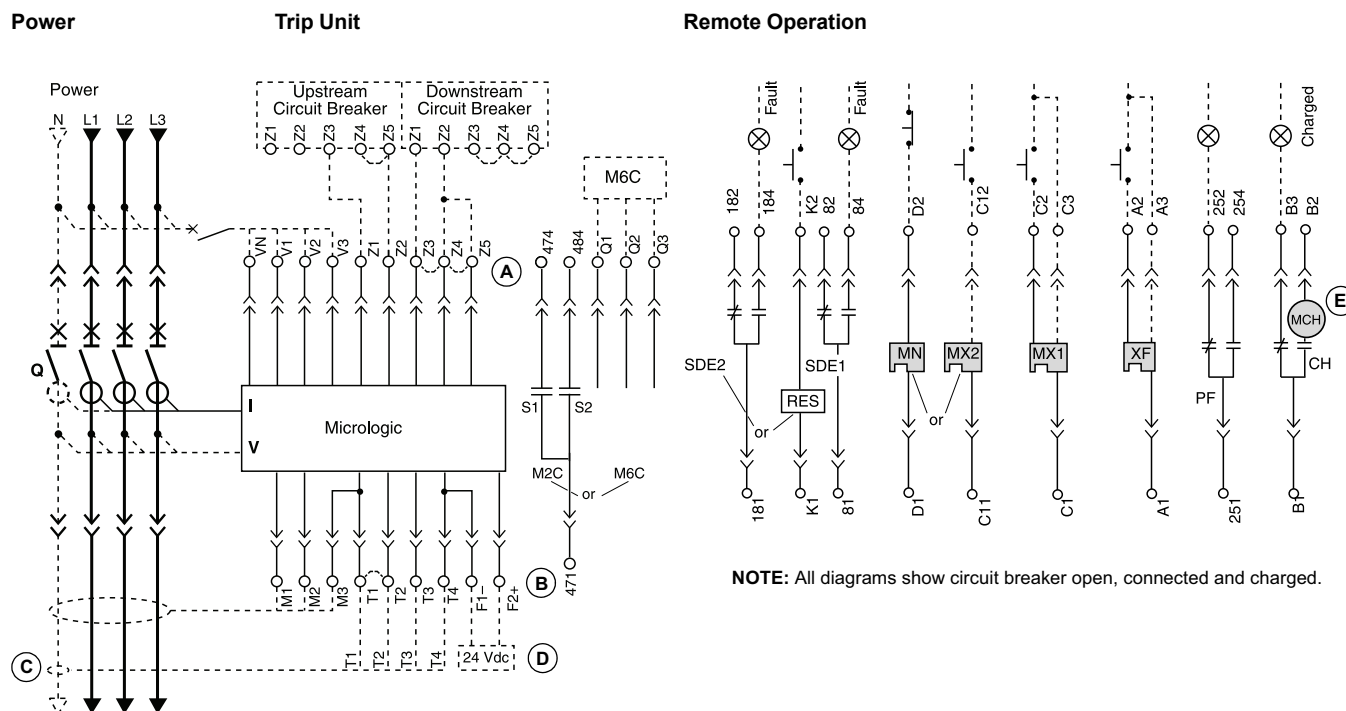 Power
Trip Unit
Remote Operation
Power
N
L1
L2
L3
Q
Upstream
Circuit Breaker
Downstream
Circuit Breaker
Z1
Z2
Z3
Z4
Z5
Z1
Z2
Z3
Z4
Z5
M6C
VN
V1
V2
V3
Z1
Z2
Z3
Z4
Z5
A
474
484
Q1
Q2
Q3
I
V
Micrologic
S1
S2
M2C
or
M6C
471
M1
M2
M3
T1
T2
T3
T4
F1–
F2+
B
T1
T2
T3
T4
24 Vdc
D
C
Fault
Fault
Charged
182
184
K2
82
84
D2
C12
C2
C3
A2
A3
252
254
B3
B2
E
MCH
SDE2
or
RES
SDE1
MN
MX2
or
MX1
XF
PF
CH
181
K1
81
D1
C11
C1
A1
251
B1
NOTE: All diagrams show circuit breaker open, connected and charged.